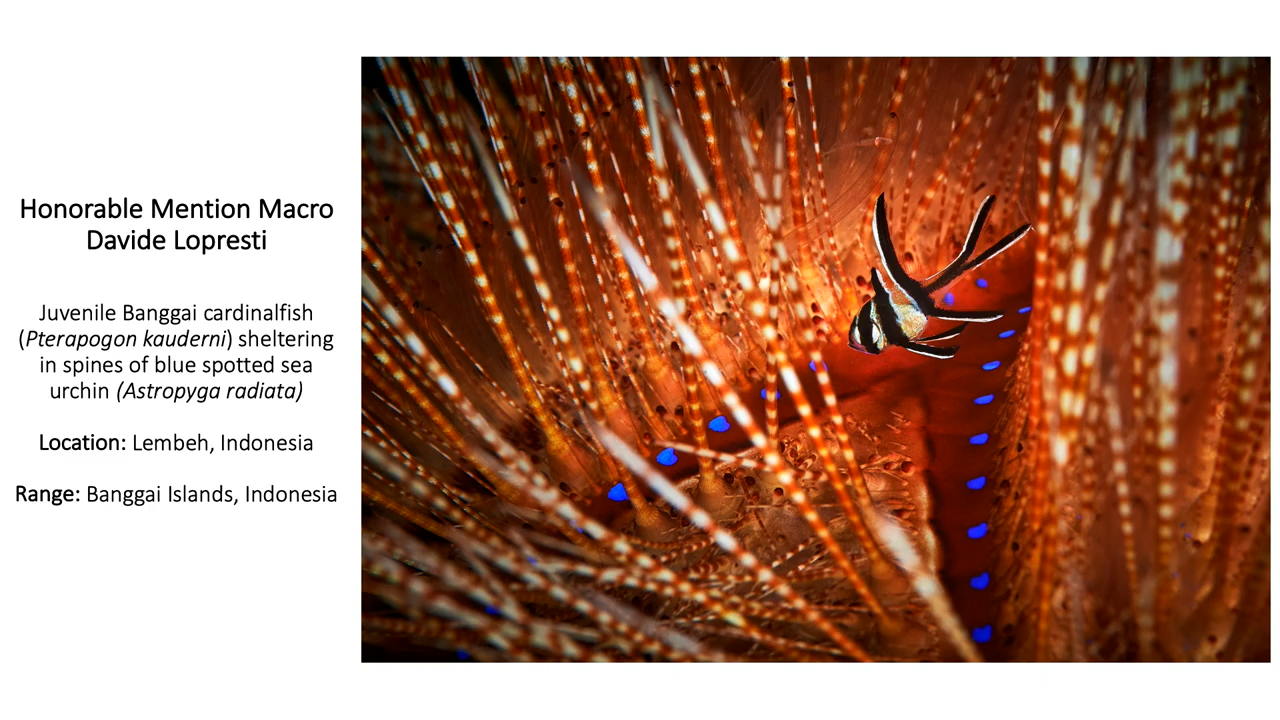 Honorable Mention Macro
Davide Lopresti
Juvenile Banggai cardinalfish
(Pterapogon kauderni) sheltering
in spines of blue spotted sea
urchin (Astropyga radiata)
Location: Lembeh, Indonesia
Range: Banggai Islands, Indonesia